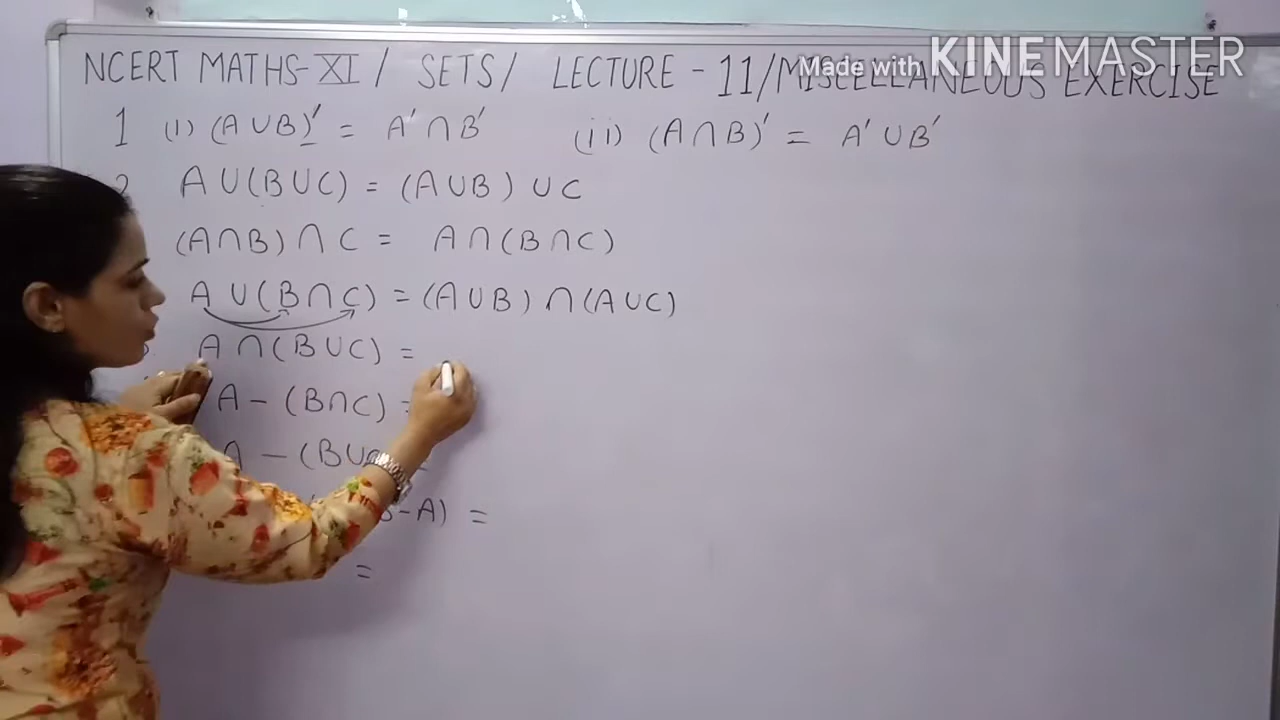 NCERT MATHS-XI / SETS / LECTURE - 11/MISCELLANEOUS EXERCISE
Made with KINEMASTER
1 (i) (A∪B)' = A'∩B' (ii) (A∩B)' = A'∪B'
2 A∪(B∪C) = (A∪B)∪C
(A∩B)∩C = A∩(B∩C)
A∪(B∩C) = (A∪B)∩(A∪C)
A∩(B∪C) =
A-(B∩C) =
A-(B∪
B-A) =
=